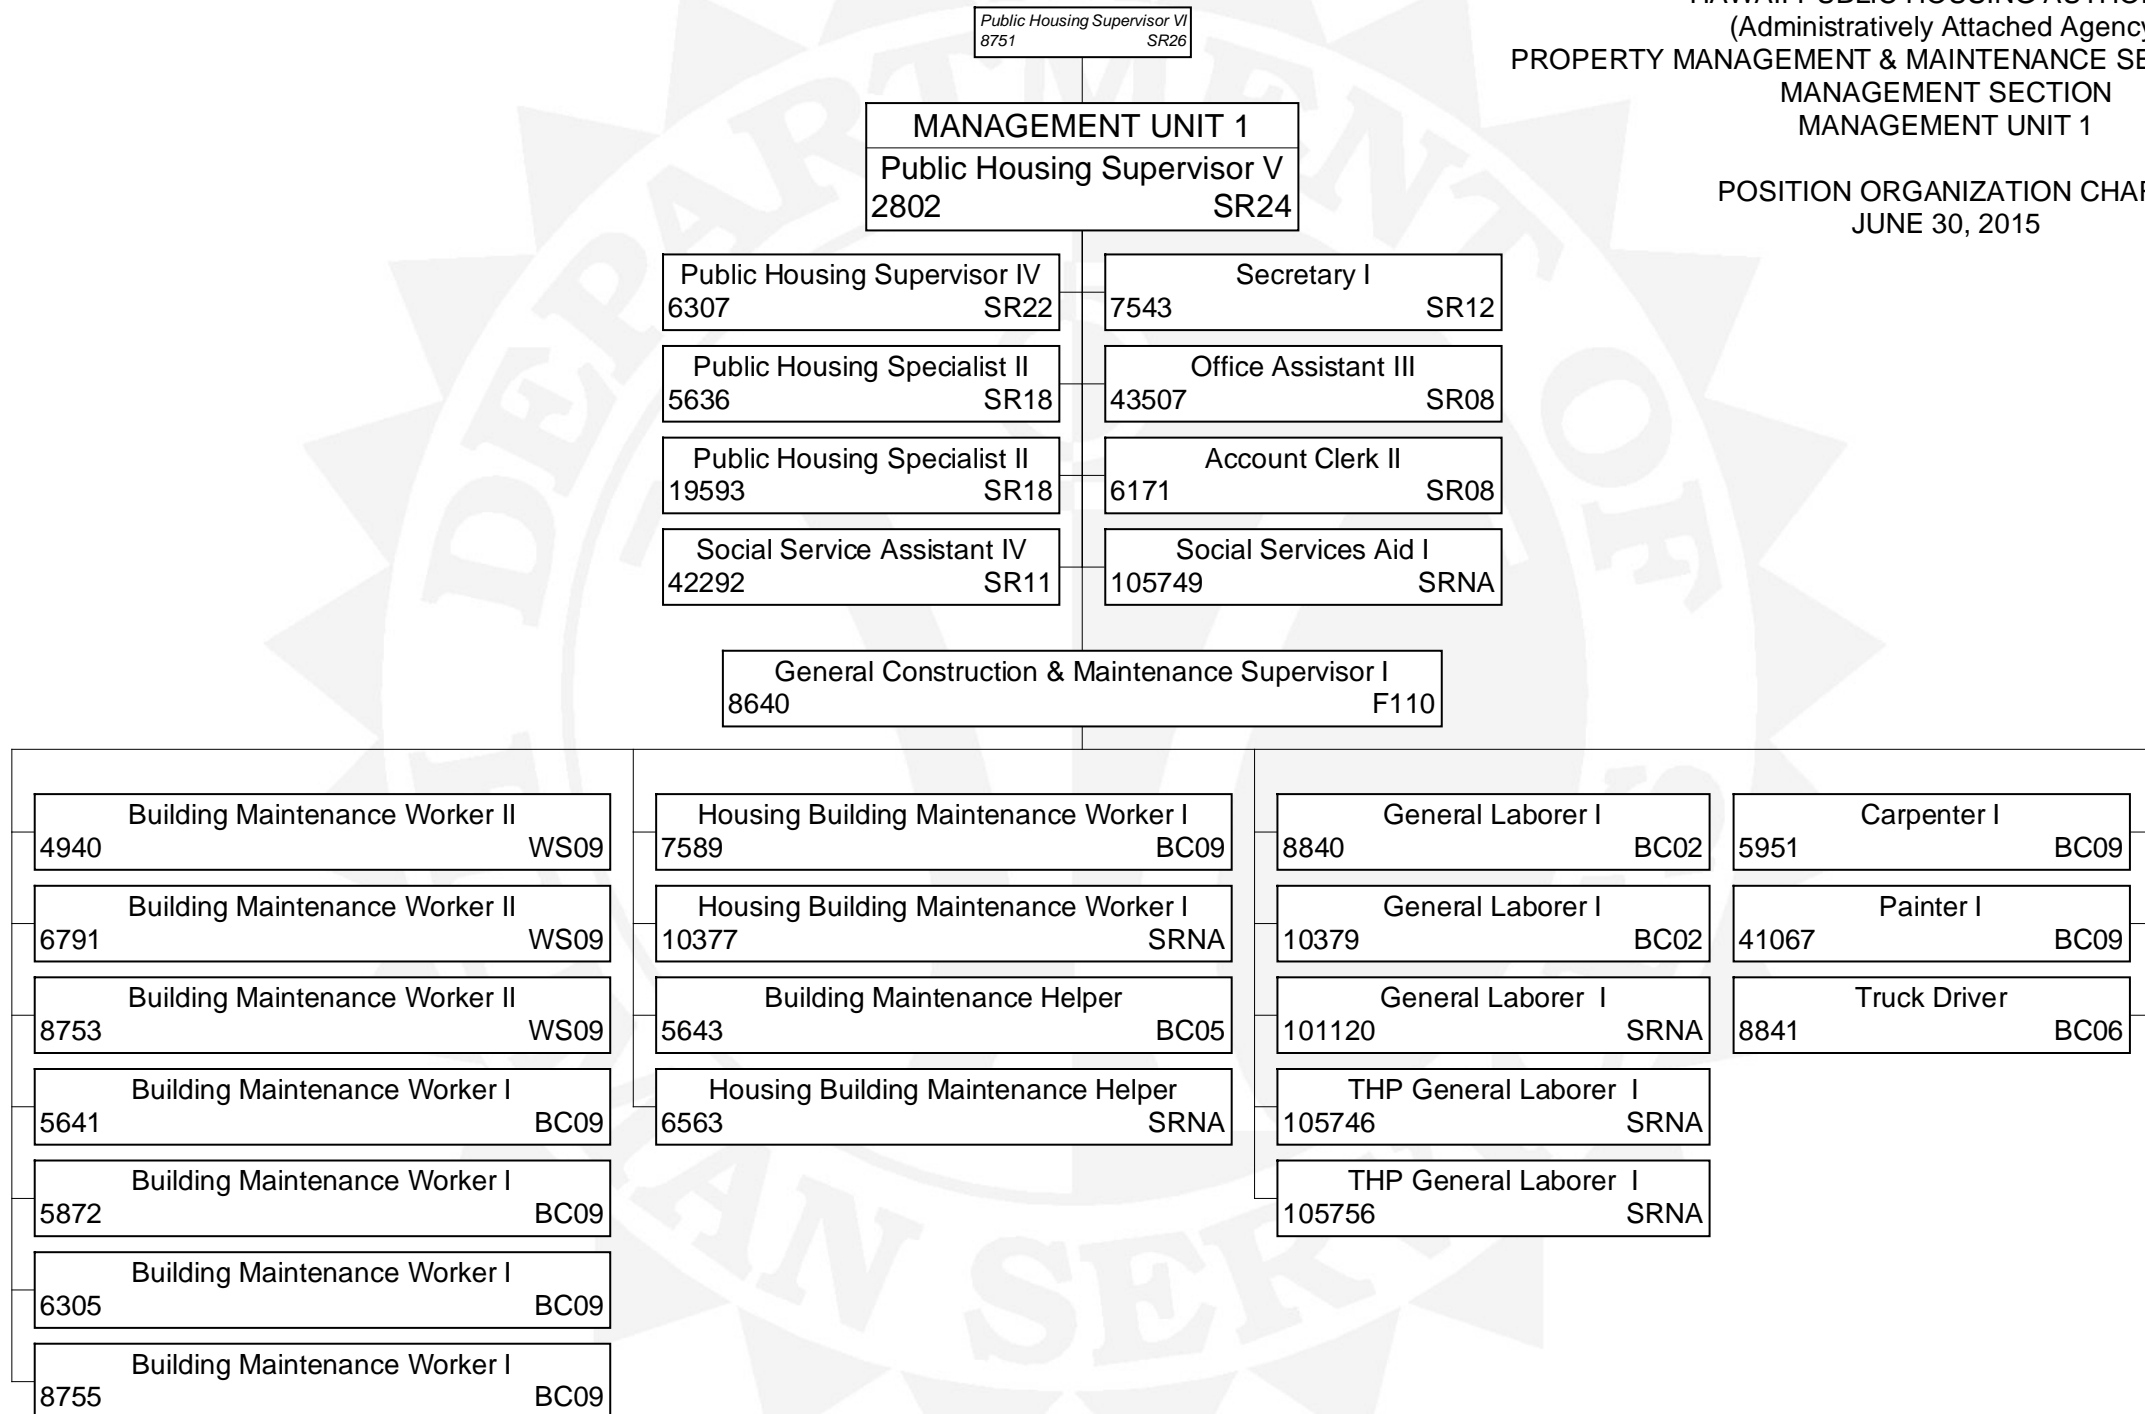 HAWAII PUBLIC HOUSING
(Administratively Attached Agency
PROPERTY MANAGEMENT & MAINTENANCE
MANAGEMENT SECTION
MANAGEMENT UNIT 1
POSITION ORGANIZATION
JUNE 30, 2015
Public Housing Supervisor VI
8751 SR26
MANAGEMENT UNIT 1
Public Housing Supervisor V
2802 SR24
Public Housing Supervisor IV
6307 SR22
Secretary I
7543 SR12
Public Housing Specialist II
5636 SR18
Office Assistant III
43507 SR08
Public Housing Specialist II
19593 SR18
Account Clerk II
6171 SR08
Social Service Assistant IV
42292 SR11
Social Services Aid I
105749 SRNA
General Construction & Maintenance Supervisor I
8640 F110
Building Maintenance Worker II
4940 WS09
Building Maintenance Worker II
6791 WS09
Building Maintenance Worker II
8753 WS09
Building Maintenance Worker I
5641 BC09
Building Maintenance Worker I
5872 BC09
Building Maintenance Worker I
6305 BC09
Building Maintenance Worker I
8755 BC09
Housing Building Maintenance Worker I
7589 BC09
Housing Building Maintenance Worker I
10377 SRNA
Building Maintenance Helper
5643 BC05
Housing Building Maintenance Helper
6563 SRNA
General Laborer I
8840 BC02
General Laborer I
10379 BC02
General Laborer I
101120 SRNA
THP General Laborer I
105746 SRNA
THP General Laborer I
105756 SRNA
Carpenter I
5951 BC09
Painter I
41067 BC09
Truck Driver
8841 BC06
DEPARTMENT OF